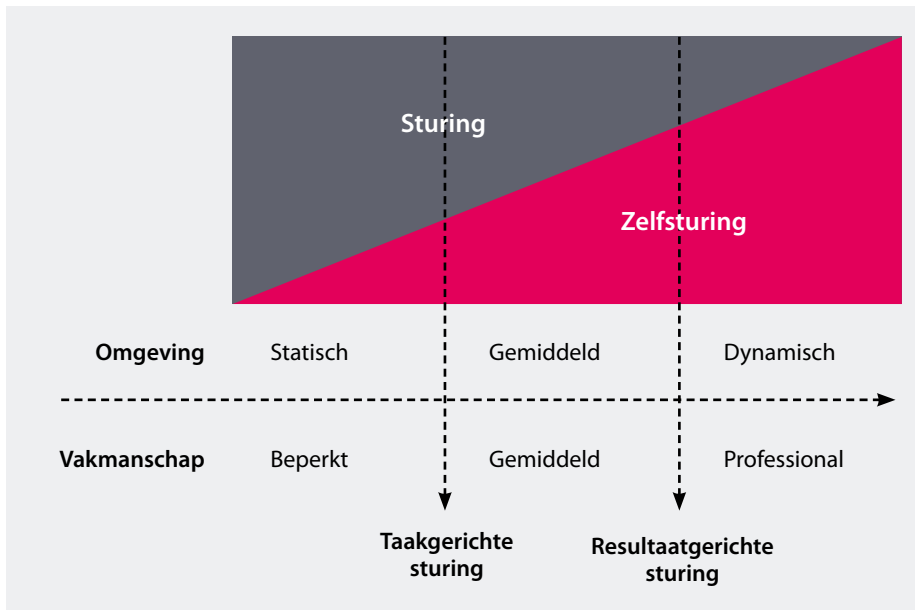 Sturing
Zelfsturing
Omgeving Statisch Gemiddeld Dynamisch
Vakmanschap Beperkt Gemiddeld Professional
Taakgerichte
sturing
Resultaatgerichte
sturing